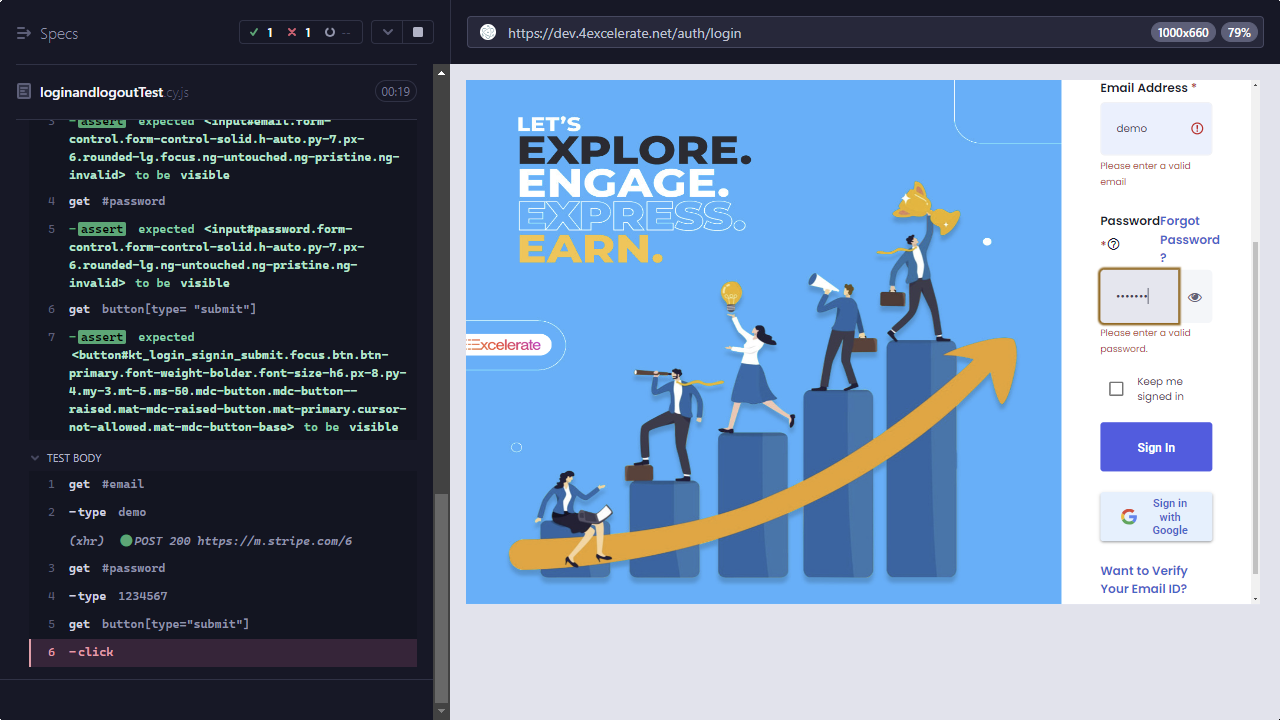 Specs
1
1
--
loginandlogoutTest.cy.js
00:19
3 -assert expected <input#email.form-
control.form-control-solid.h-auto.py-7.px-
6.rounded-lg.focus.ng-untouched.ng-pristine.ng-
invalid> to be visible
4 get #password
5 -assert expected <input#password.form-
control.form-control-solid.h-auto.py-7.px-
6.rounded-lg.ng-untouched.ng-pristine.ng-
invalid> to be visible
6 get button[type= "submit"]
7 -assert expected
<button#kt_login_signin_submit.focus.btn.btn-
primary.font-weight-bolder.font-size-h6.px-8.py-
4.my-3.mt-5.ms-50.mdc-button.mdc-button--
raised.mat-mdc-raised-button.mat-primary.cursor-
not-allowed.mat-mdc-button-base> to be visible
TEST BODY
1 get #email
2 -type demo
(xhr) POST 200 https://m.stripe.com/6
3 get #password
4 -type 1234567
5 get button[type="submit"]
6 -click
https://dev.4excelerate.net/auth/login
1000x660
79%
LET'S
EXPLORE.
ENGAGE.
EXPRESS.
EARN.
Excelerate
Email Address *
demo
Please enter a valid
email
Password
*
Forgot
Password
?
•••••••
Please enter a valid
password.
Keep me
signed in
Sign In
Sign in
with
Google
Want to Verify
Your Email ID?